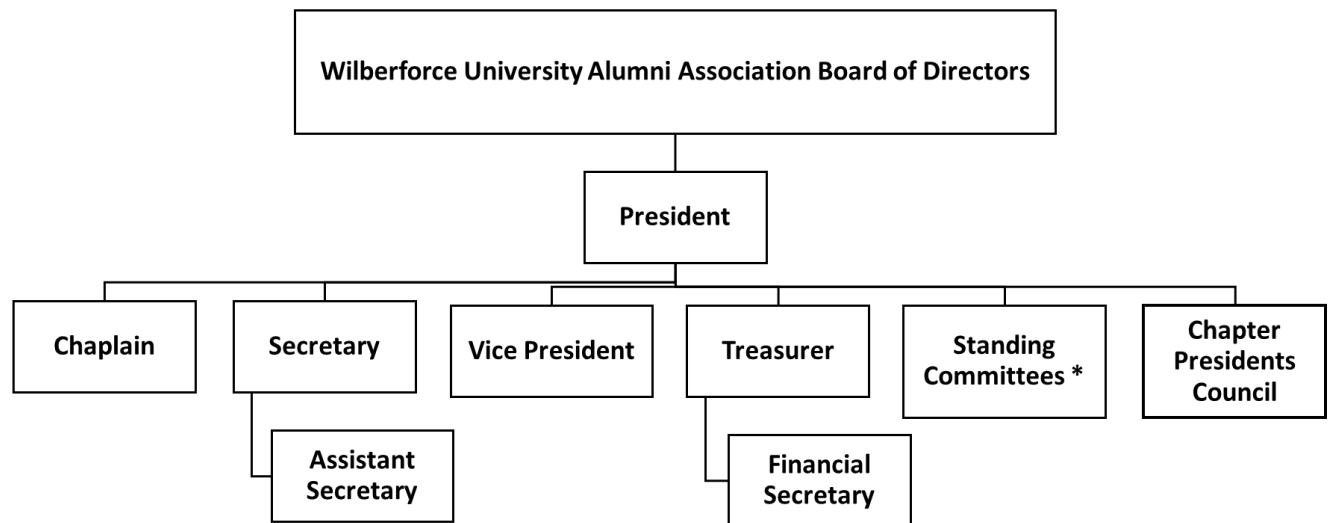 Wilberforce University Alumni Association Board of Directors
President
Chaplain
Secretary
Vice President
Treasurer
Standing
Committees *
Chapter
Presidents
Council
Assistant
Secretary
Financial
Secretary